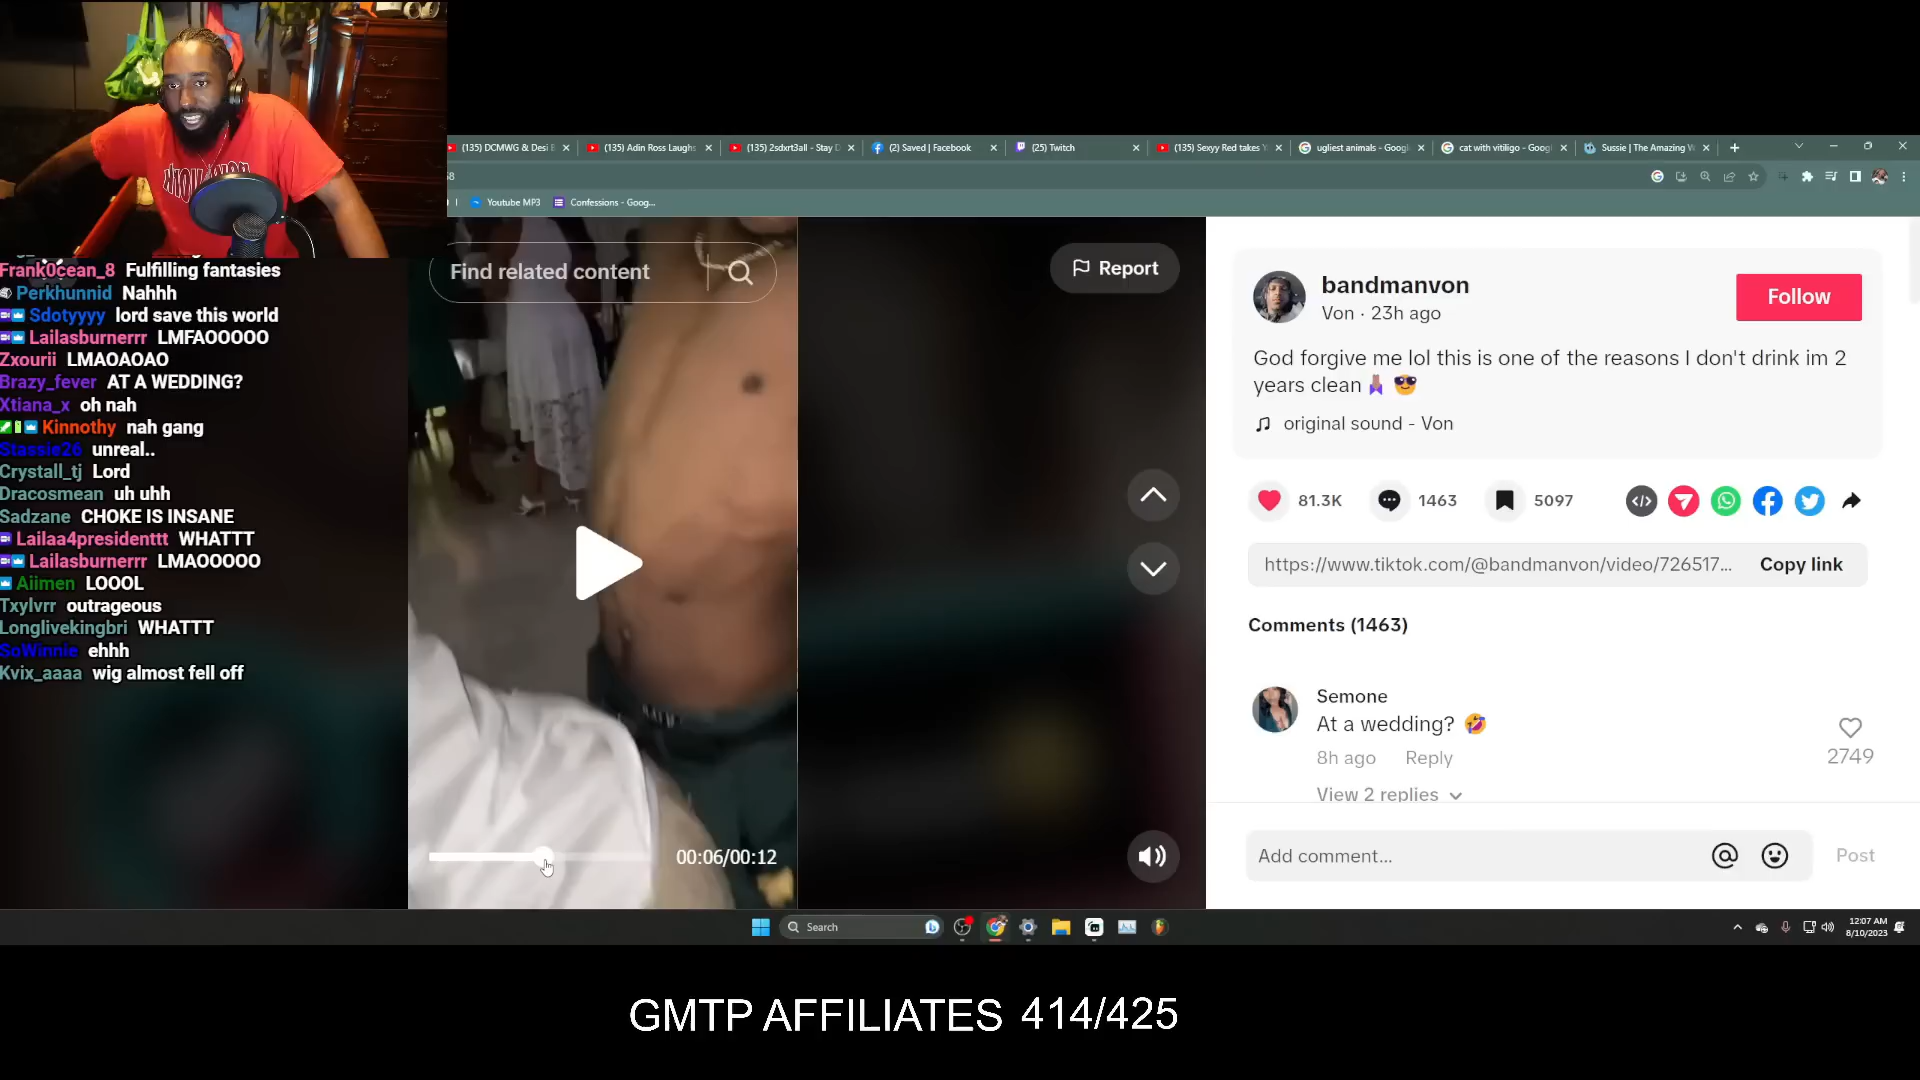 (135) DCMWG & Desi
(135) Adin Ross Laughs
(135) 2sdxrt3all - Stay D
(2) Saved | Facebook
(25) Twitch
(135) Sexyy Red takes
ugliest animals - Googl
cat with vitiligo - Googl
Sussie | The Amazing W
Youtube MP3
Confessions - Goog...
Frank0cean_8 Fulfilling fantasies
Perkhunnid Nahhh
Sdotyyyy lord save this world
Lailasburnerrr LMFAOOOOO
Zxourii LMAOAOAO
Brazy_fever AT A WEDDING?
Xtiana_x oh nah
Kinnothy nah gang
Stassie26 unreal..
Crystall_tj Lord
Dracosmean uh uhh
Sadzane CHOKE IS INSANE
Lailaa4presidenttt WHATTT
Lailasburnerrr LMAOOOOO
Aiimen LOOOL
Txylvrr outrageous
Longlivekingbri WHATTT
SoWinnie ehhh
Kvix_aaaa wig almost fell off
Find related content
Report
00:06/00:12
bandmanvon
Von · 23h ago
Follow
God forgive me lol this is one of the reasons I don't drink im 2
years clean
original sound - Von
81.3K
1463
5097
https://www.tiktok.com/@bandmanvon/video/726517...
Copy link
Comments (1463)
Semone
At a wedding? 🤣
2749
8h ago Reply
View 2 replies
Add comment...
Post
Search
12:07 AM
8/10/2023
GMTP AFFILIATES 414/425